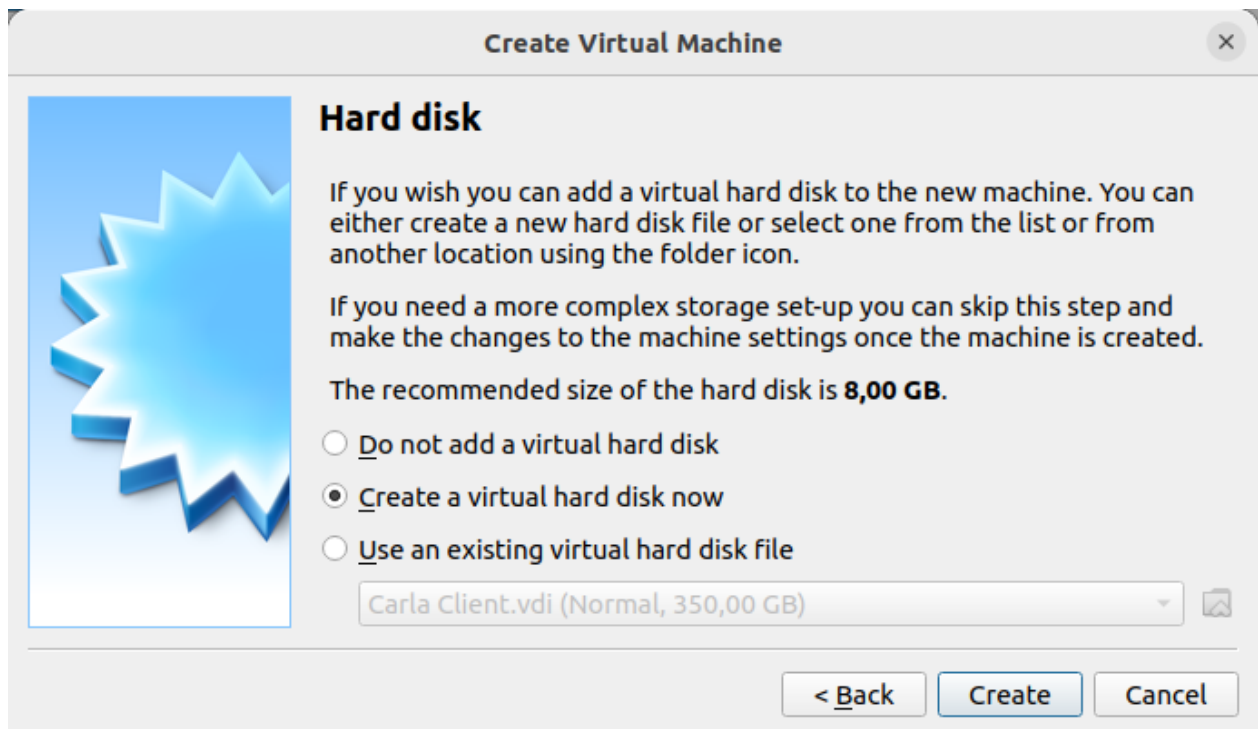 Create Virtual Machine
Hard disk
If you wish you can add a virtual hard disk to the new machine. You can
either create a new hard disk file or select one from the list or from
another location using the folder icon.
If you need a more complex storage set-up you can skip this step and
make the changes to the machine settings once the machine is created.
The recommended size of the hard disk is 8,00 GB.
Do not add a virtual hard disk
Create a virtual hard disk now
Use an existing virtual hard disk file
Carla Client.vdi (Normal, 350,00 GB)
< Back
Create
Cancel